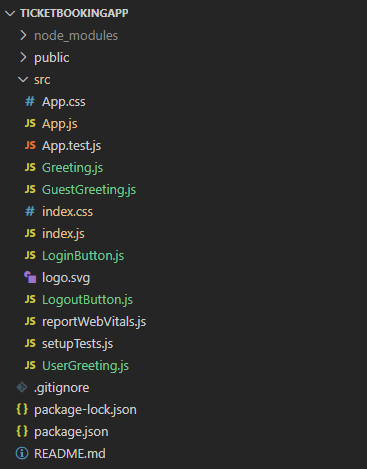 TICKETBOOKINGAPP
node_modules
public
src
# App.css
JS App.js
JS App.test.js
JS Greeting.js
JS GuestGreeting.js
# index.css
JS index.js
JS LoginButton.js
logo.svg
JS LogoutButton.js
JS reportWebVitals.js
JS setupTests.js
JS UserGreeting.js
.gitignore
{} package-lock.json
{} package.json
README.md